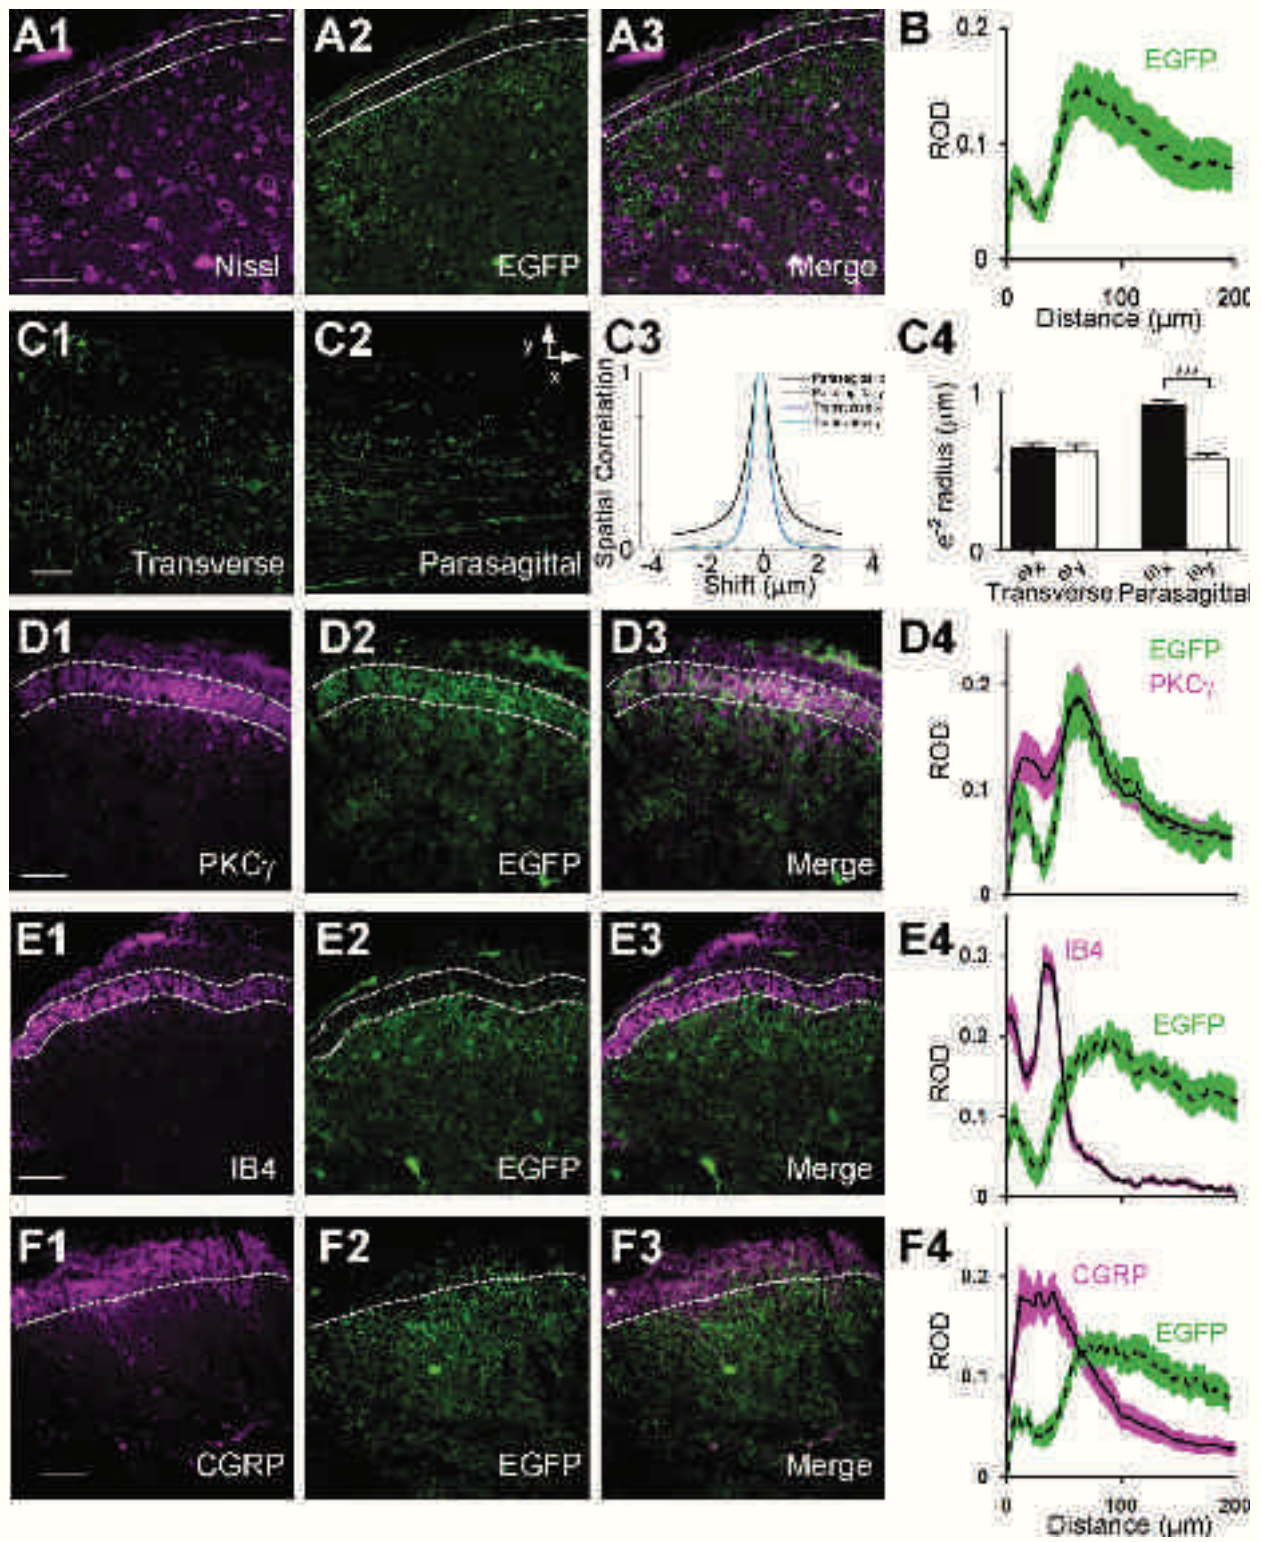 A1
Nissl
A2
EGFP
A3
Merge
B
0.2
0.1
0
ROD
EGFP
0
100
200
Distance (µm)
C1
Transverse
C2
y
x
Parasagittal
C3
Spatial Correlation
1
0
-4
-2
0
2
4
Shift (µm)
C4
e⁻² radius (µm)
1
0
Transverse Parasagittal
D1
PKCγ
D2
EGFP
D3
Merge
D4
EGFP
PKCγ
ROD
0.2
0.1
0
E1
IB4
E2
EGFP
E3
Merge
E4
IB4
EGFP
ROD
0.3
0.2
0.1
0
F1
CGRP
F2
EGFP
F3
Merge
F4
CGRP
EGFP
ROD
0.2
0.1
0
0
100
200
Distance (µm)